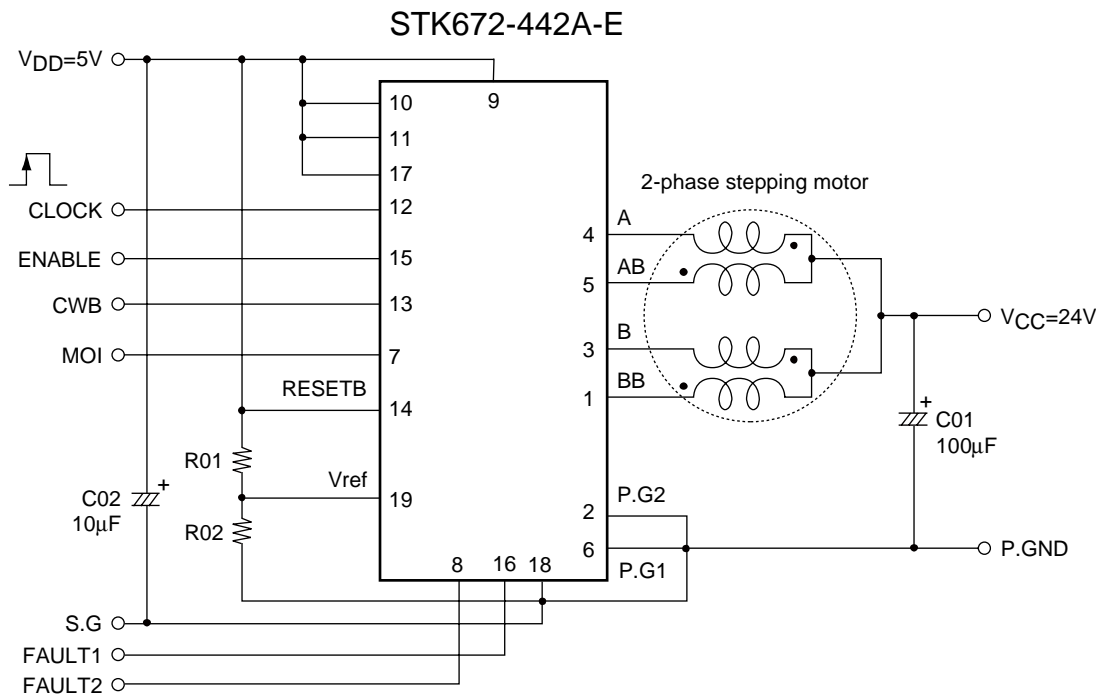 STK672-442A-E
VDD=5V
9
10
11
17
2-phase stepping motor
CLOCK
12
A
4
ENABLE
15
AB
5
CWB
13
VCC=24V
B
3
MOI
7
BB
RESETB
1
14
C01
100μF
R01
Vref
19
P.G2
C02
10μF
R02
2
6
P.GND
8
16
18
P.G1
S.G
FAULT1
FAULT2
+
+